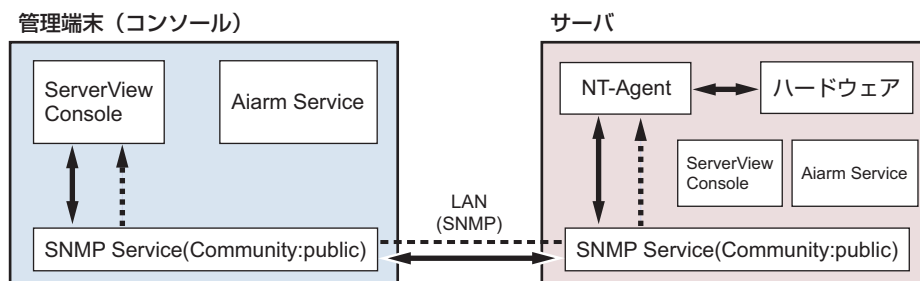 管理端末（コンソール）
ServerView
Console
Aiarm Service
SNMP Service(Community:public)
LAN
(SNMP)
サーバ
NT-Agent
ハードウェア
ServerView
Console
Aiarm Service
SNMP Service(Community:public)